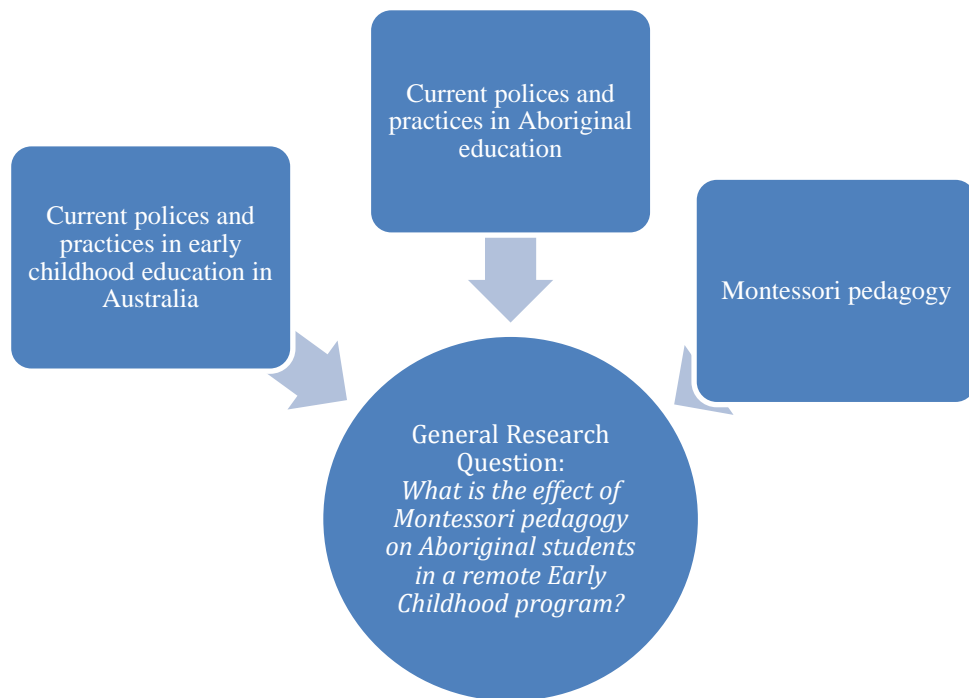 Current polices and
practices in early
childhood education in
Australia
Current polices and
practices in Aboriginal
education
Montessori pedagogy
General Research
Question:
What is the effect of
Montessori pedagogy
on Aboriginal students
in a remote Early
Childhood program?